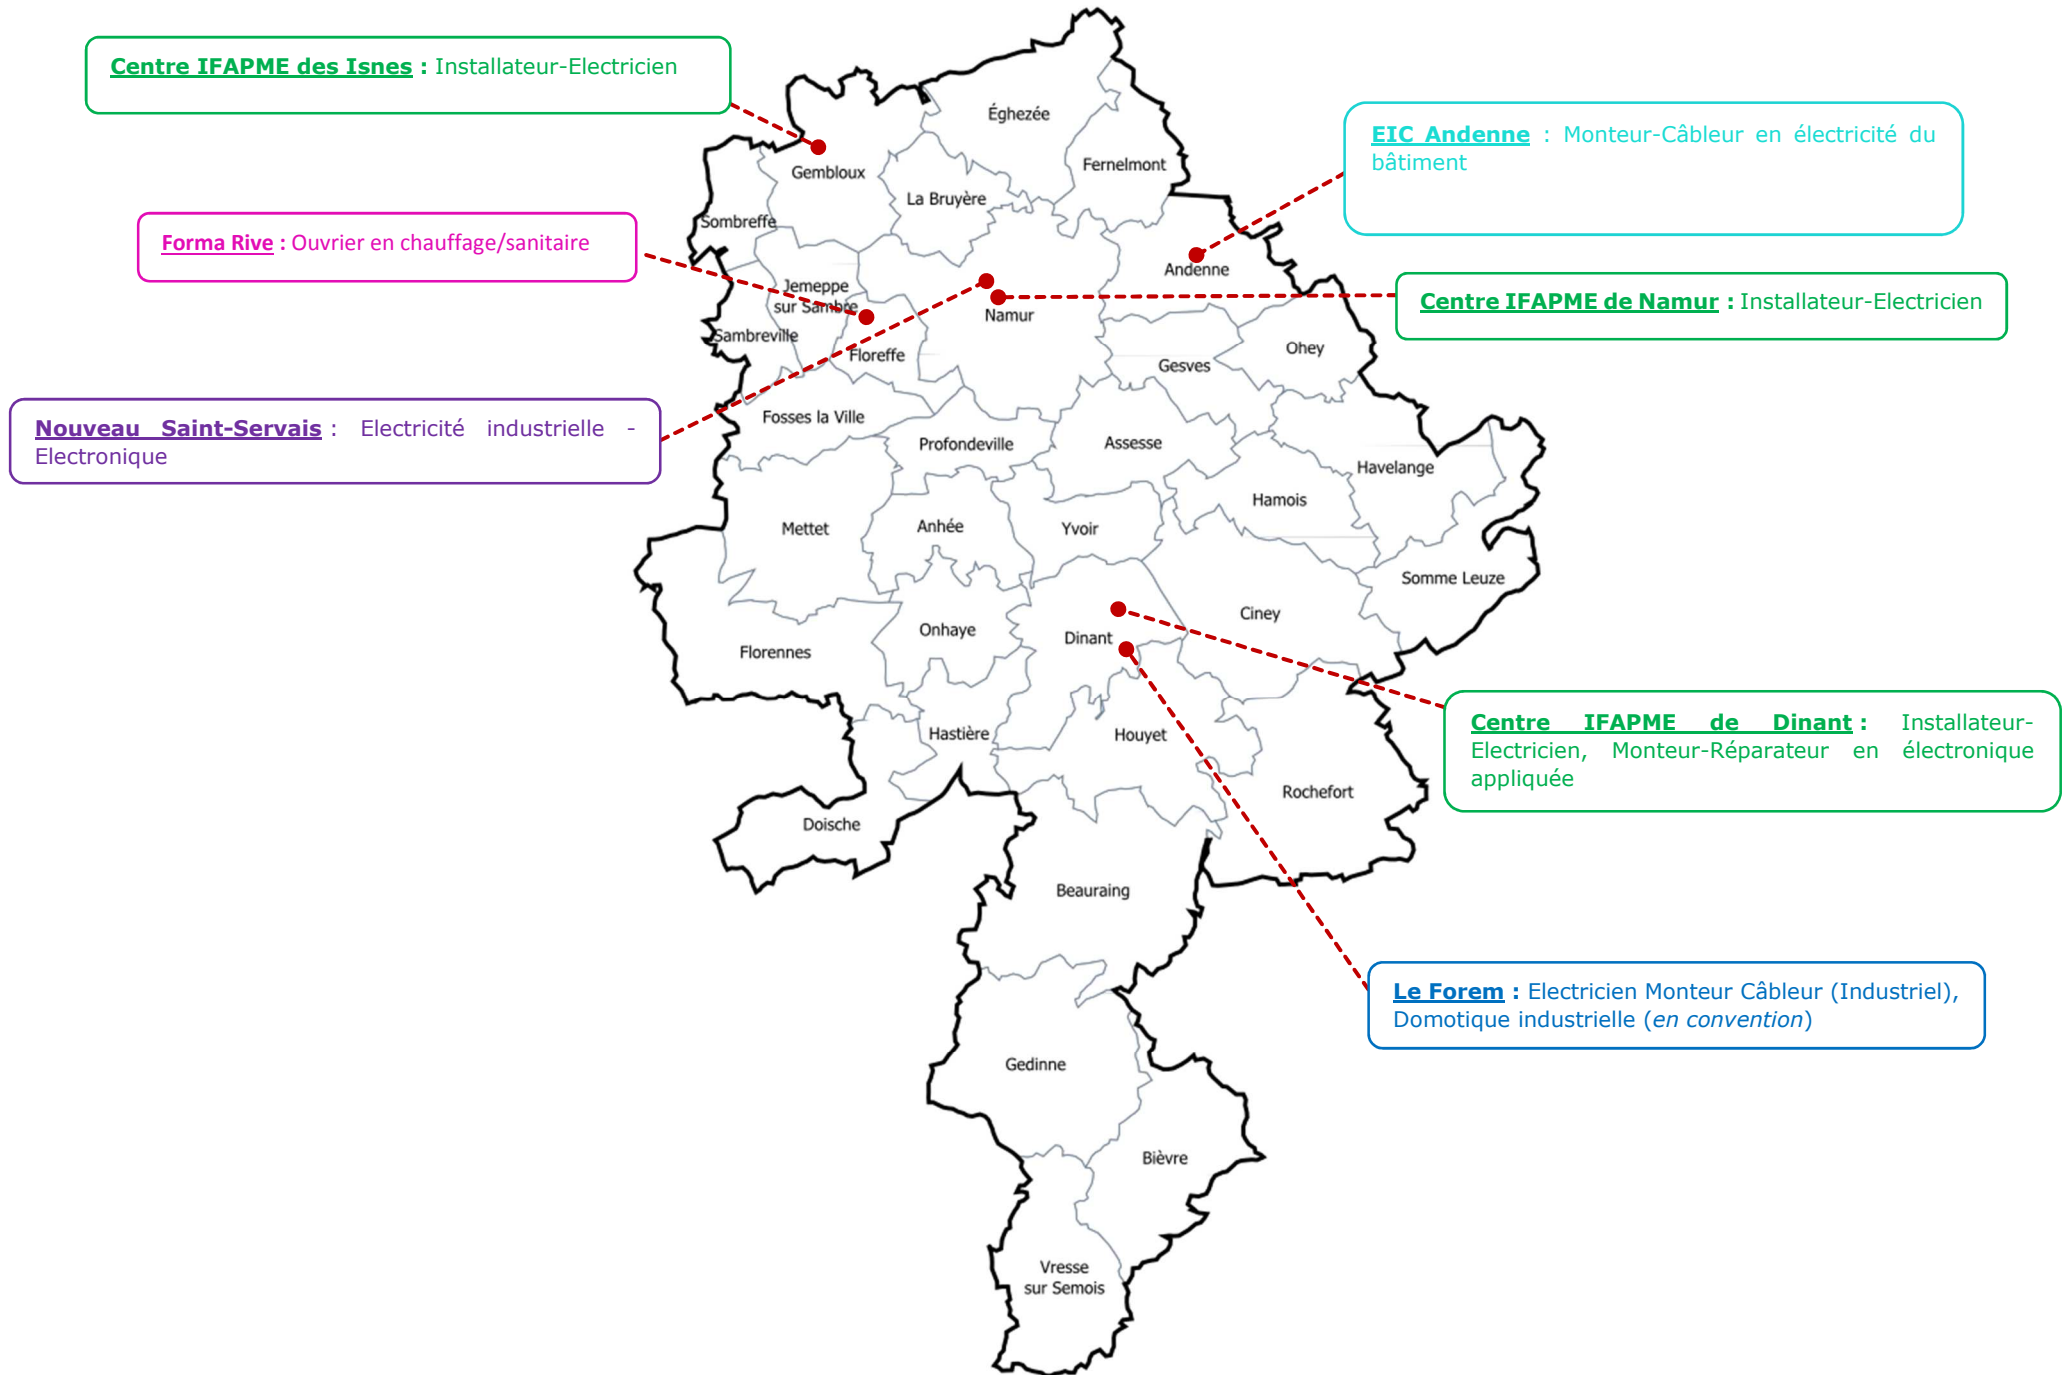 Centre IFAPME des Isnes : Installateur-Electricien
Éghezée
EIC Andenne : Monteur-Câbleur en électricité du
bâtiment
Fernelmont
Gembloux
La Bruyère
Sombreffe
Forma Rive : Ouvrier en chauffage/sanitaire
Andenne
Jemeppe
sur Sambre
Centre IFAPME de Namur : Installateur-Electricien
Namur
Sambreville
Floreffe
Ohey
Gesves
Nouveau Saint-Servais : Electricité industrielle -
Electronique
Fosses la Ville
Profondeville
Assesse
Havelange
Hamois
Mettet
Anhée
Yvoir
Somme Leuze
Ciney
Onhaye
Dinant
Florennes
Centre IFAPME de Dinant : Installateur-
Electricien, Monteur-Réparateur en électronique
appliquée
Hastière
Houyet
Rochefort
Doische
Beauraing
Le Forem : Electricien Monteur Câbleur (Industriel),
Domotique industrielle (en convention)
Gedinne
Bièvre
Vresse
sur Semois